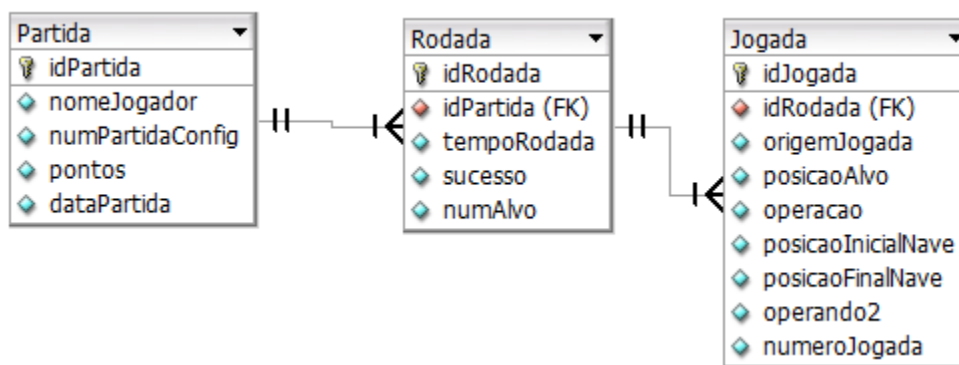 Partida
idPartida
nomeJogador
numPartidaConfig
pontos
dataPartida
Rodada
idRodada
idPartida (FK)
tempoRodada
sucesso
numAlvo
Jogada
idJogada
idRodada (FK)
origemJogada
posicaoAlvo
operacao
posicaoInicialNave
posicaoFinalNave
operando2
numeroJogada